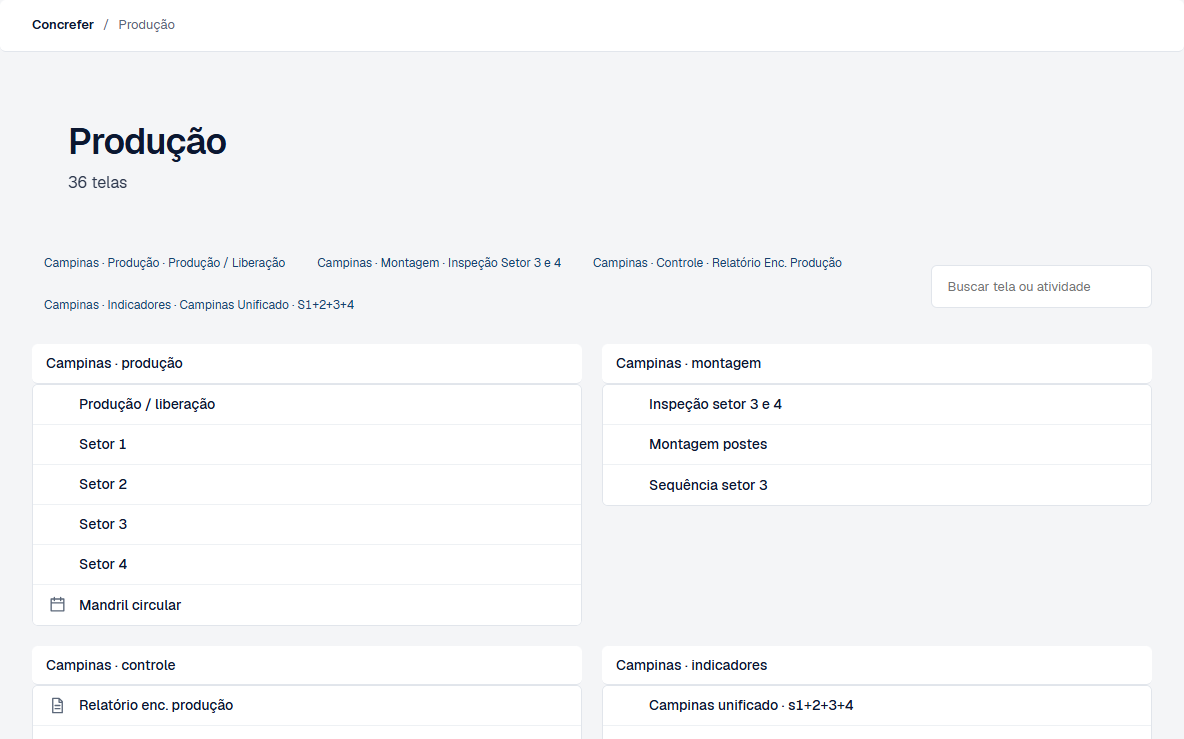 Concrefer / Produção
Produção
36 telas
Campinas · Produção · Produção / Liberação
Campinas · Montagem · Inspeção Setor 3 e 4
Campinas · Controle · Relatório Enc. Produção
Campinas · Indicadores · Campinas Unificado · S1+2+3+4
Buscar tela ou atividade
Campinas · produção
Produção / liberação
Setor 1
Setor 2
Setor 3
Setor 4
Mandril circular
Campinas · montagem
Inspeção setor 3 e 4
Montagem postes
Sequência setor 3
Campinas · controle
Relatório enc. produção
Campinas · indicadores
Campinas unificado · s1+2+3+4